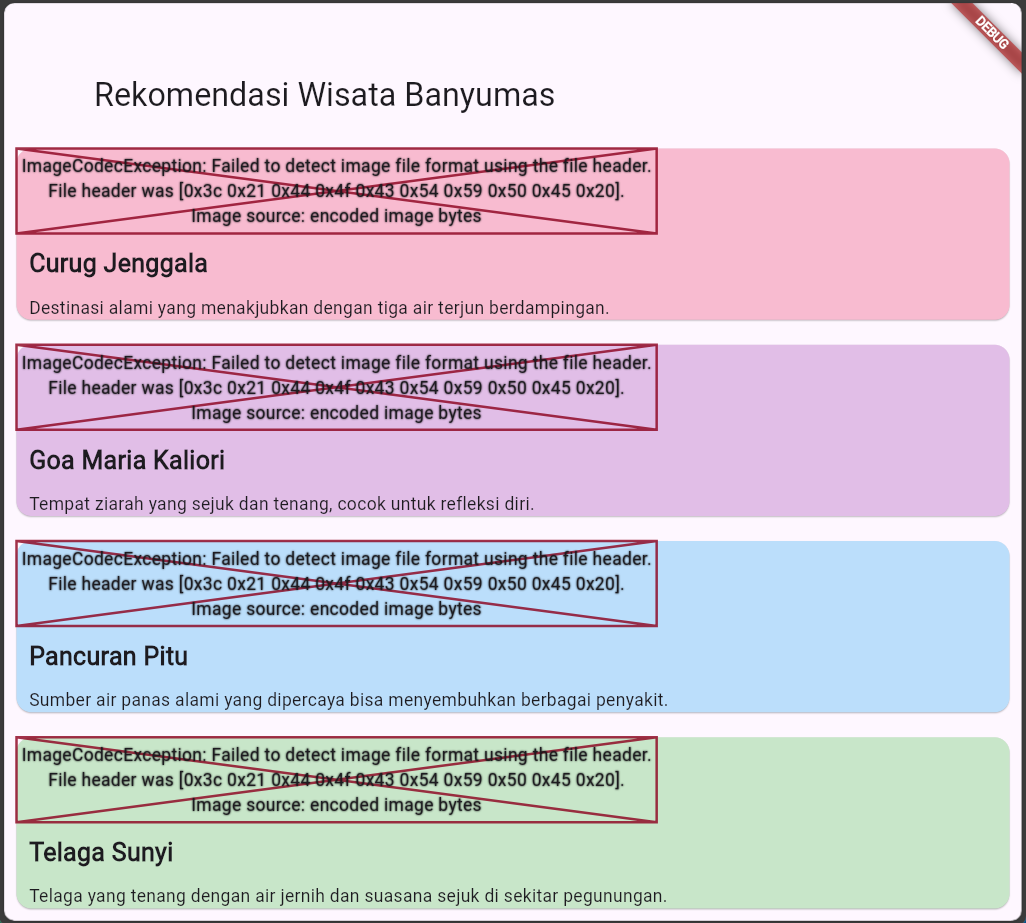 DEBUG
Rekomendasi Wisata Banyumas
ImageCodecException: Failed to detect image file format using the file header.
File header was [0x3c 0x21 0x44 0x4f 0x43 0x54 0x59 0x50 0x45 0x20].
Image source: encoded image bytes
Curug Jenggala
Destinasi alami yang menakjubkan dengan tiga air terjun berdampingan.
ImageCodecException: Failed to detect image file format using the file header.
File header was [0x3c 0x21 0x44 0x4f 0x43 0x54 0x59 0x50 0x45 0x20].
Image source: encoded image bytes
Goa Maria Kaliori
Tempat ziarah yang sejuk dan tenang, cocok untuk refleksi diri.
ImageCodecException: Failed to detect image file format using the file header.
File header was [0x3c 0x21 0x44 0x4f 0x43 0x54 0x59 0x50 0x45 0x20].
Image source: encoded image bytes
Pancuran Pitu
Sumber air panas alami yang dipercaya bisa menyembuhkan berbagai penyakit.
ImageCodecException: Failed to detect image file format using the file header.
File header was [0x3c 0x21 0x44 0x4f 0x43 0x54 0x59 0x50 0x45 0x20].
Image source: encoded image bytes
Telaga Sunyi
Telaga yang tenang dengan air jernih dan suasana sejuk di sekitar pegunungan.